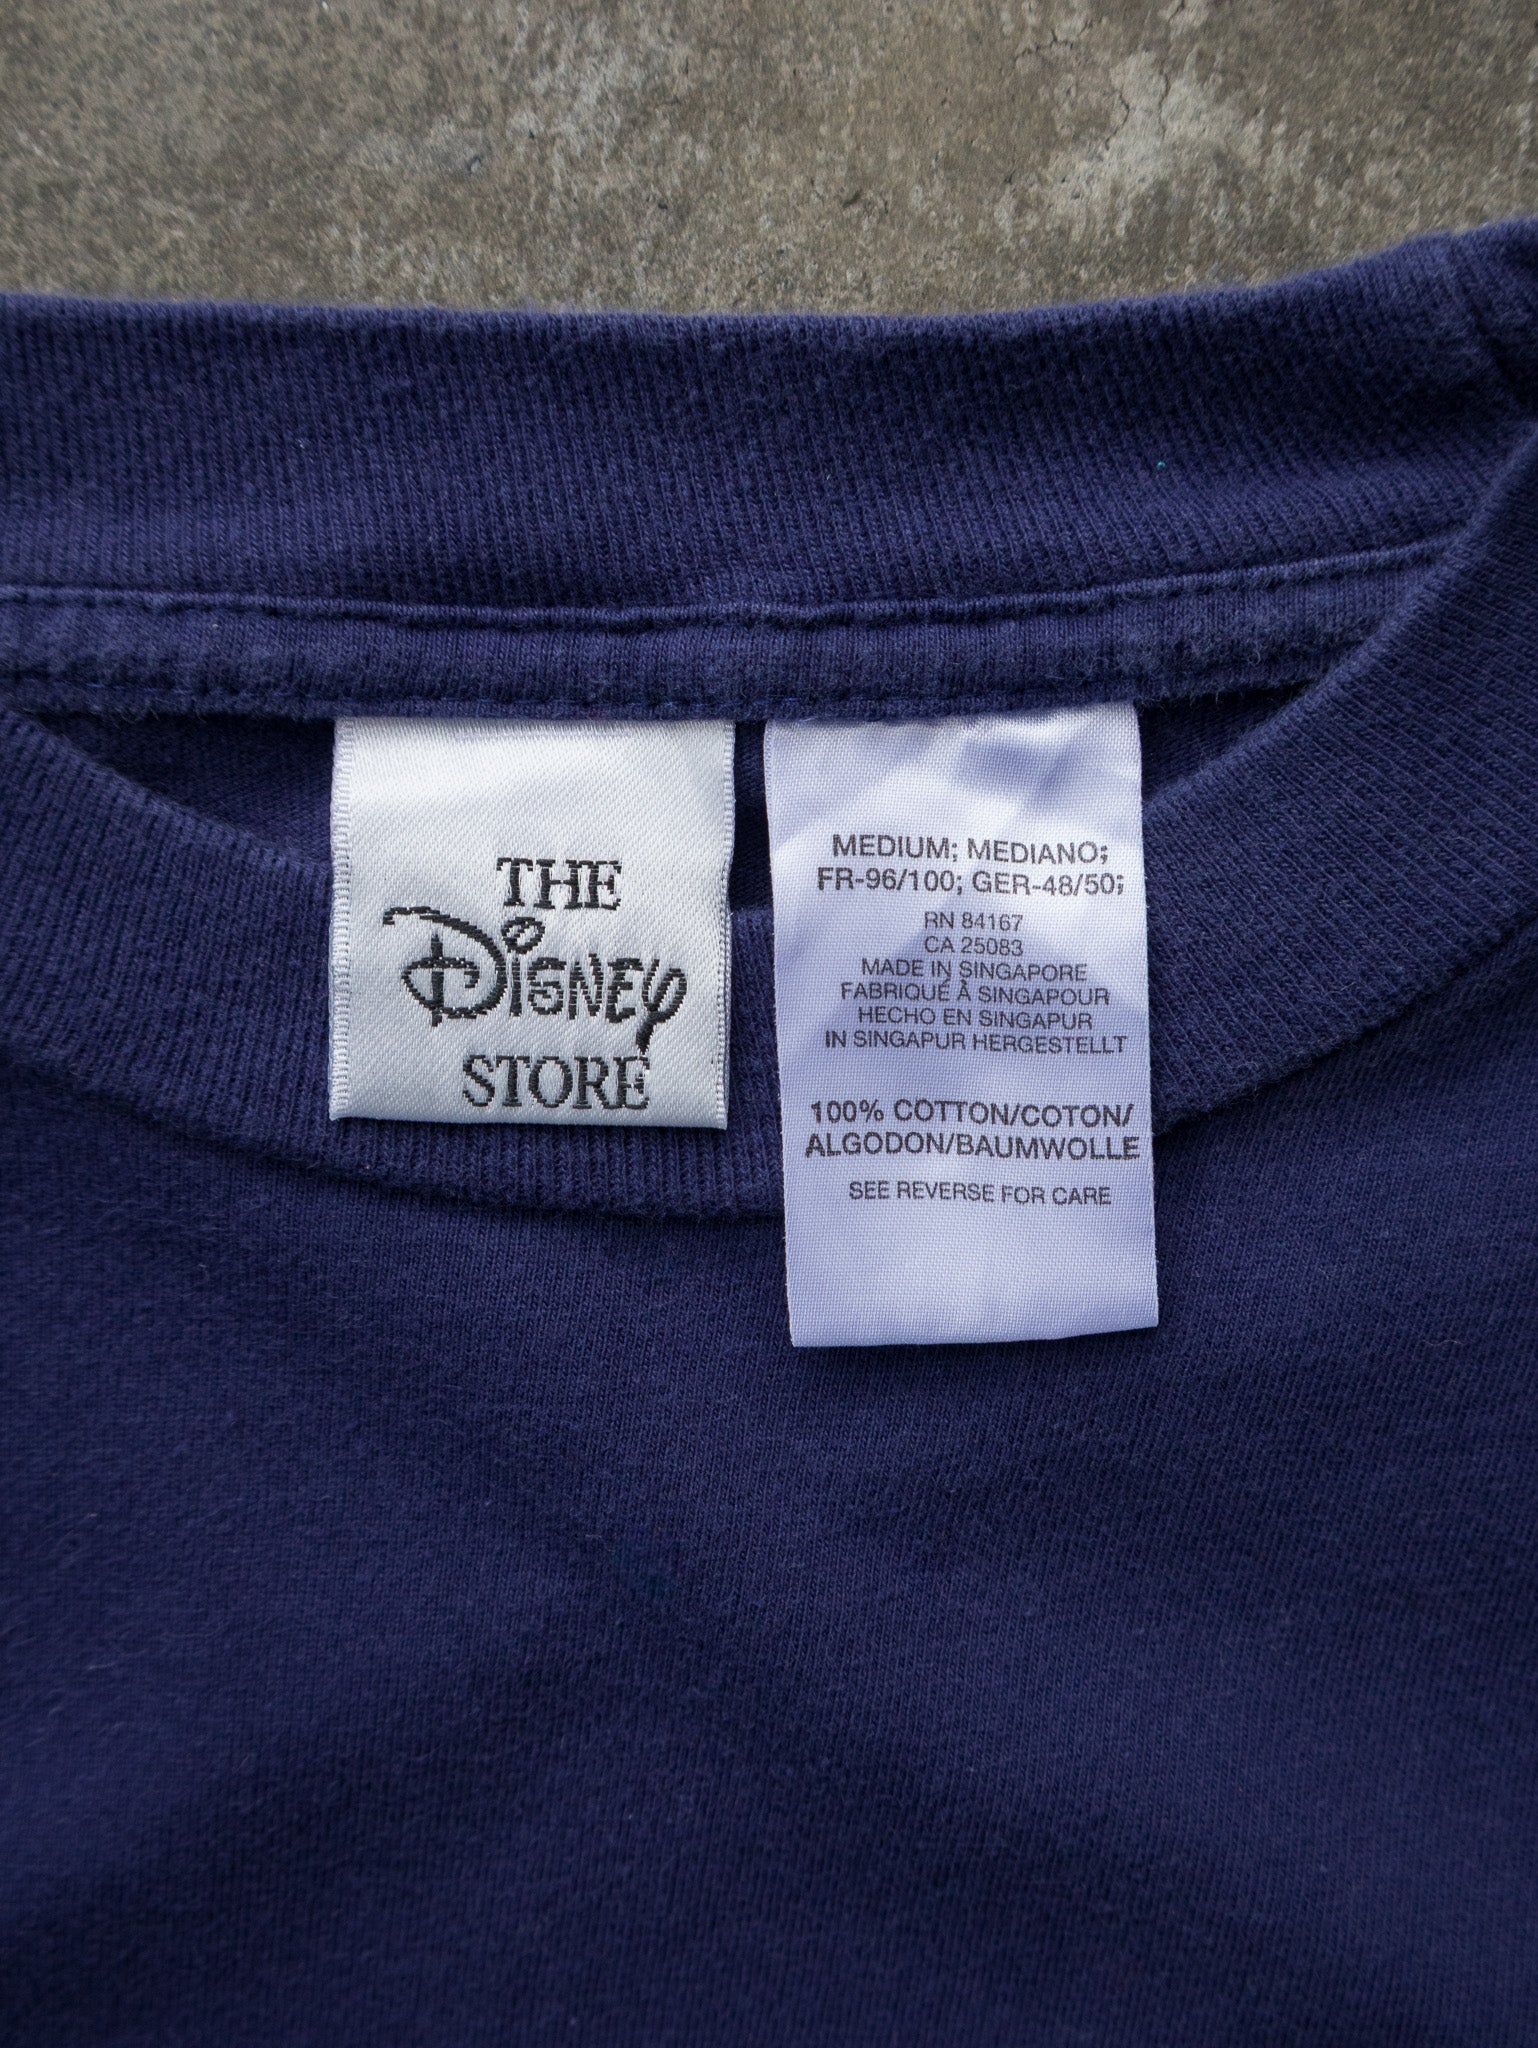 THE
Disney
STORE
MEDIUM; MEDIANO;
FR-96/100; GER-48/50;
RN 84167
CA 25083
MADE IN SINGAPORE
FABRIQUÉ À SINGAPOUR
HECHO EN SINGAPUR
IN SINGAPUR HERGESTELLT
100% COTTON/COTON/
ALGODON/BAUMWOLLE
SEE REVERSE FOR CARE